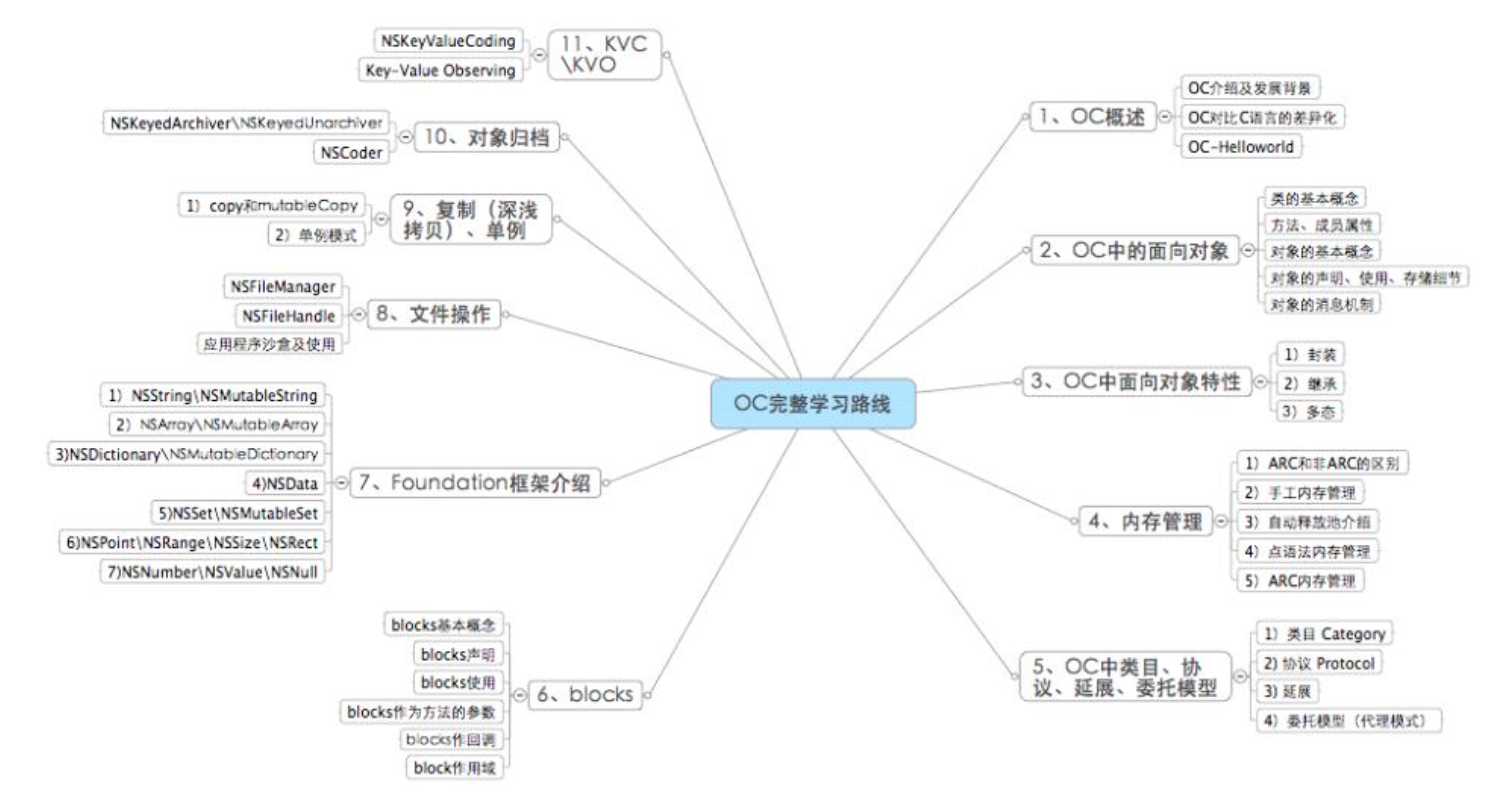 OC完整学习路线
1、OC概述
OC介绍及发展背景
OC对比C语言的差异化
OC-Helloworld
2、OC中的面向对象
类的基本概念
方法、成员属性
对象的基本概念
对象的声明、使用、存储细节
对象的消息机制
3、OC中面向对象特性
1）封装
2）继承
3）多态
4、内存管理
1）ARC和非ARC的区别
2）手工内存管理
3）自动释放池介绍
4）点语法内存管理
5）ARC内存管理
5、OC中类目、协
议、延展、委托模型
1）类目 Category
2) 协议 Protocol
3) 延展
4）委托模型（代理模式）
6、blocks
blocks基本概念
blocks声明
blocks使用
blocks作为方法的参数
blocks作回调
block作用域
7、Foundation框架介绍
1）NSString\NSMutableString
2）NSArray\NSMutableArray
3)NSDictionary\NSMutableDictionary
4)NSData
5)NSSet\NSMutableSet
6)NSPoint\NSRange\NSSize\NSRect
7)NSNumber\NSValue\NSNull
8、文件操作
NSFileManager
NSFileHandle
应用程序沙盒及使用
9、复制（深浅
拷贝）、单例
1）copy和mutableCopy
2）单例模式
10、对象归档
NSKeyedArchiver\NSKeyedUnarchiver
NSCoder
11、KVC
\KVO
NSKeyValueCoding
Key-Value Observing